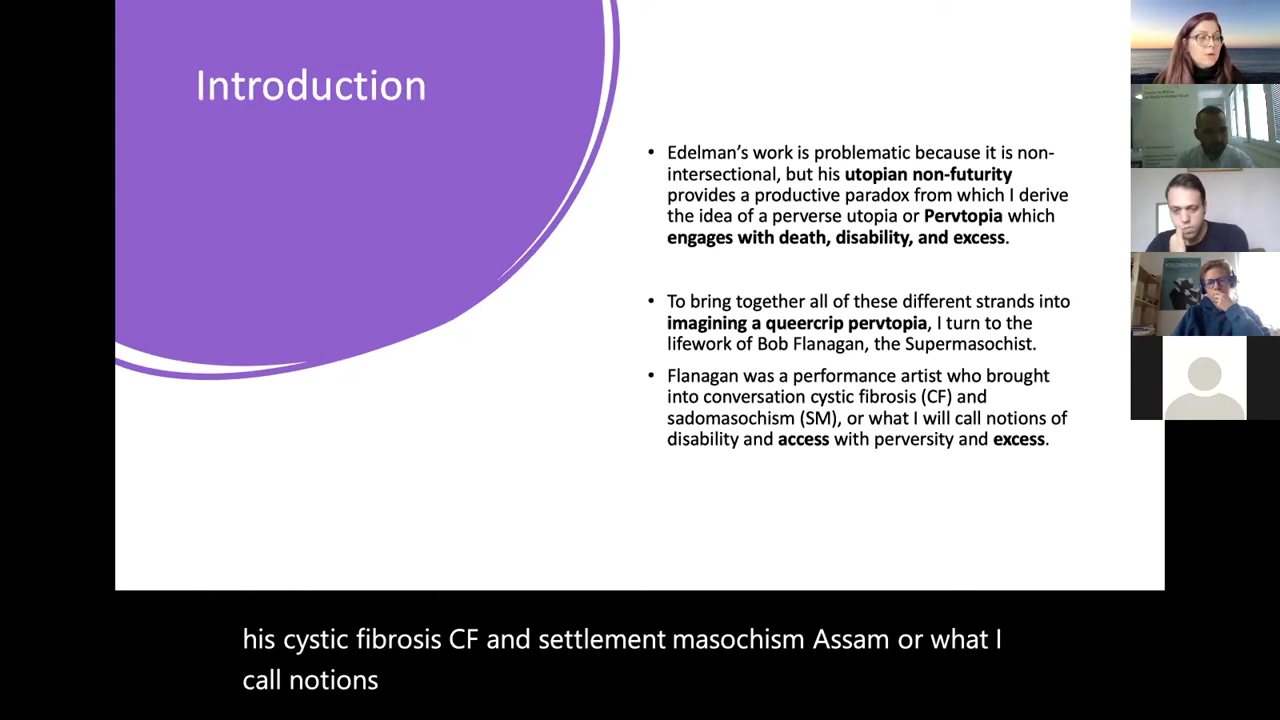 Introduction
• Edelman's work is problematic because it is non-
intersectional, but his utopian non-futurity
provides a productive paradox from which I derive
the idea of a perverse utopia or Pervtopia which
engages with death, disability, and excess.
• To bring together all of these different strands into
imagining a queercrip pervtopia, I turn to the
lifework of Bob Flanagan, the Supermasochist.
• Flanagan was a performance artist who brought
into conversation cystic fibrosis (CF) and
sadomasochism (SM), or what I will call notions of
disability and access with perversity and excess.
his cystic fibrosis CF and settlement masochism Assam or what I
call notions